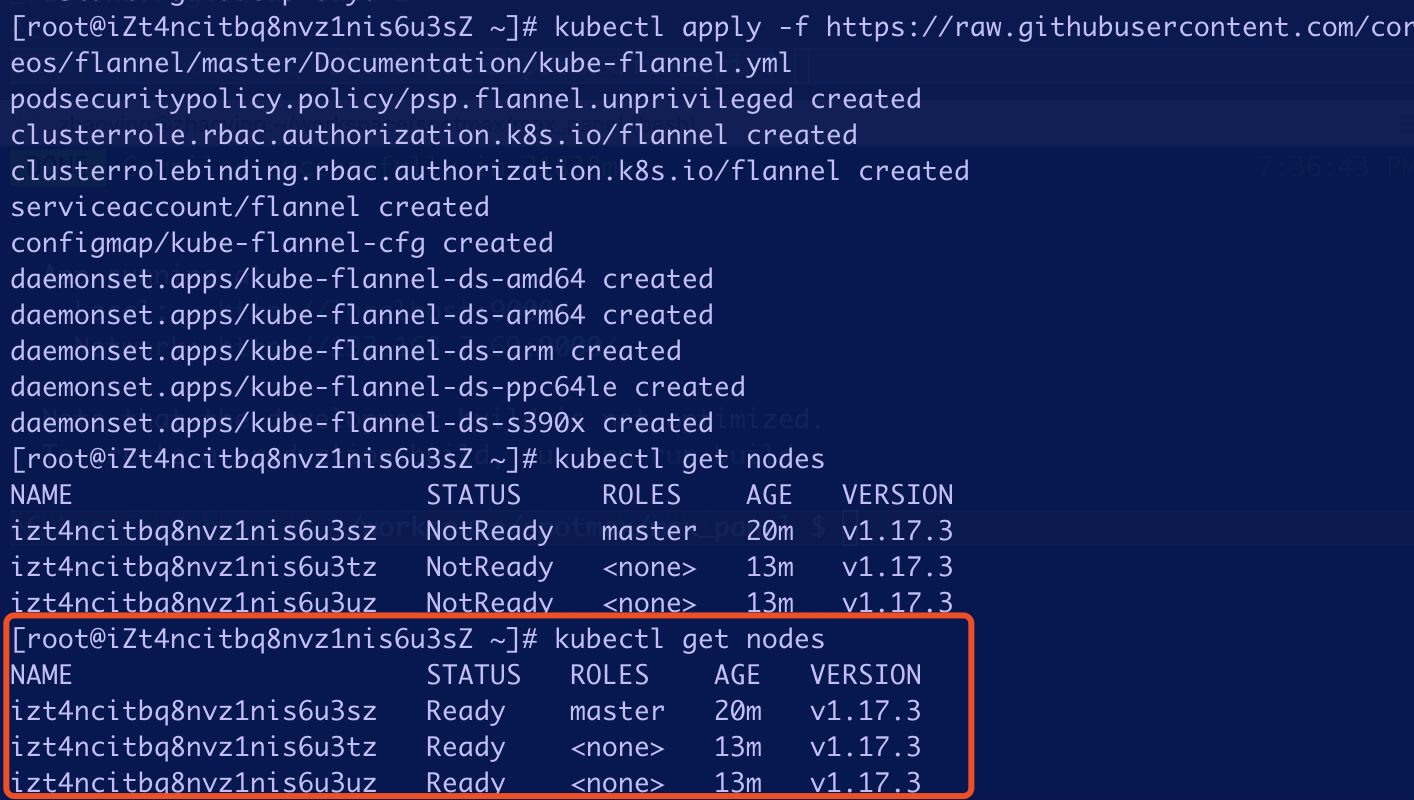 [root@iZt4ncitbq8nvz1nis6u3sZ ~]# kubectl apply -f https://raw.githubusercontent.com/cor
eos/flannel/master/Documentation/kube-flannel.yml
podsecuritypolicy.policy/psp.flannel.unprivileged created
clusterrole.rbac.authorization.k8s.io/flannel created
clusterrolebinding.rbac.authorization.k8s.io/flannel created
7:36:43 PM
serviceaccount/flannel created
configmap/kube-flannel-cfg created
daemonset.apps/kube-flannel-ds-amd64 created
daemonset.apps/kube-flannel-ds-arm64 created
daemonset.apps/kube-flannel-ds-arm created
daemonset.apps/kube-flannel-ds-ppc64le created
daemonset.apps/kube-flannel-ds-s390x created
[root@iZt4ncitbq8nvz1nis6u3sZ ~]# kubectl get nodes
NAME STATUS ROLES AGE VERSION
izt4ncitbq8nvz1nis6u3sz NotReady master 20m v1.17.3
izt4ncitbq8nvz1nis6u3tz NotReady <none> 13m v1.17.3
izt4ncitbq8nvz1nis6u3uz NotReady <none> 13m v1.17.3
[root@iZt4ncitbq8nvz1nis6u3sZ ~]# kubectl get nodes
NAME STATUS ROLES AGE VERSION
izt4ncitbq8nvz1nis6u3sz Ready master 20m v1.17.3
izt4ncitbq8nvz1nis6u3tz Ready <none> 13m v1.17.3
izt4ncitbq8nvz1nis6u3uz Ready <none> 13m v1.17.3